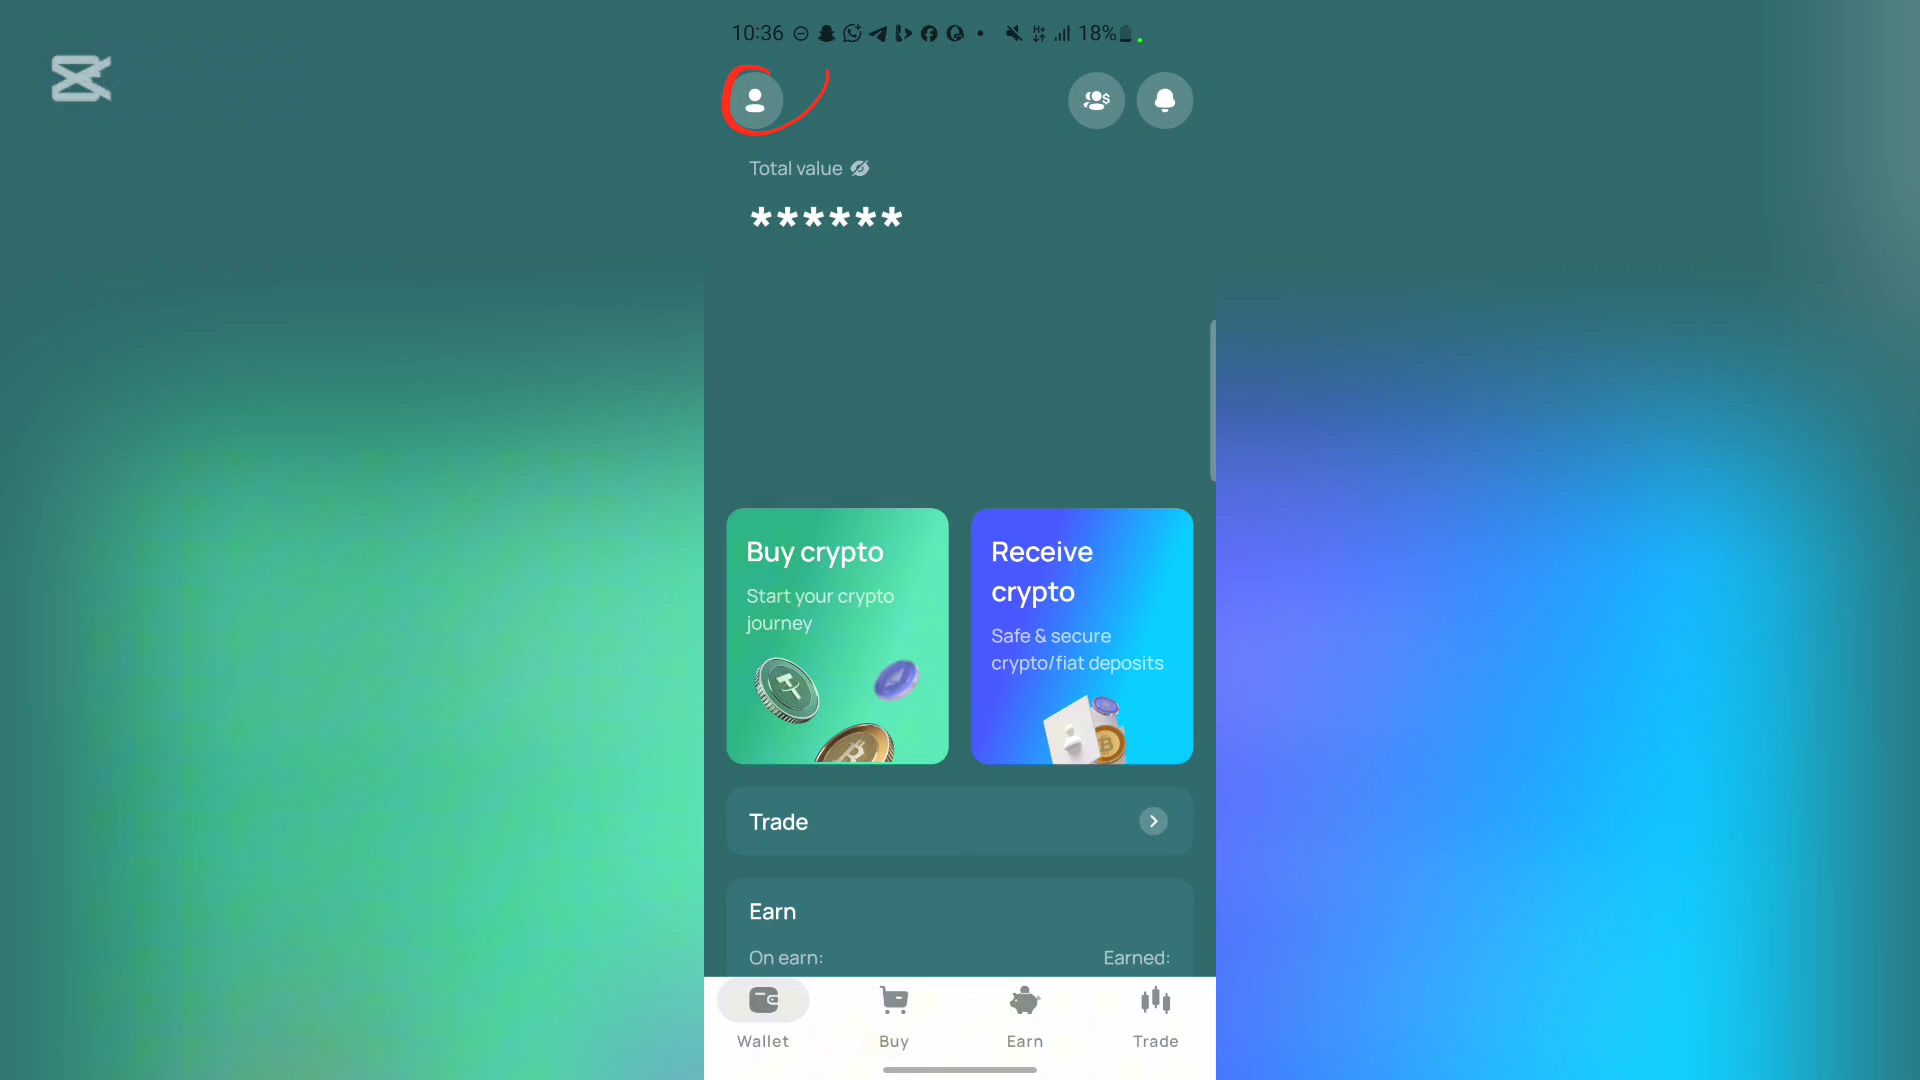 10:36
18%
Total value
******
Buy crypto
Start your crypto
journey
Receive
crypto
Safe & secure
crypto/fiat deposits
Trade
Earn
On earn:
Earned:
Wallet
Buy
Earn
Trade